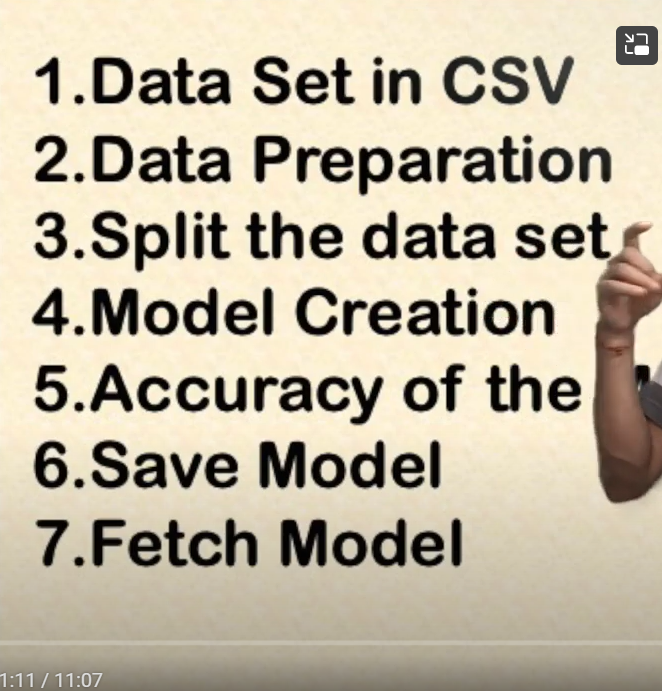 1.Data Set in CSV
2.Data Preparation
3.Split the data set
4.Model Creation
5.Accuracy of the
6.Save Model
7.Fetch Model
1:11 / 11:07